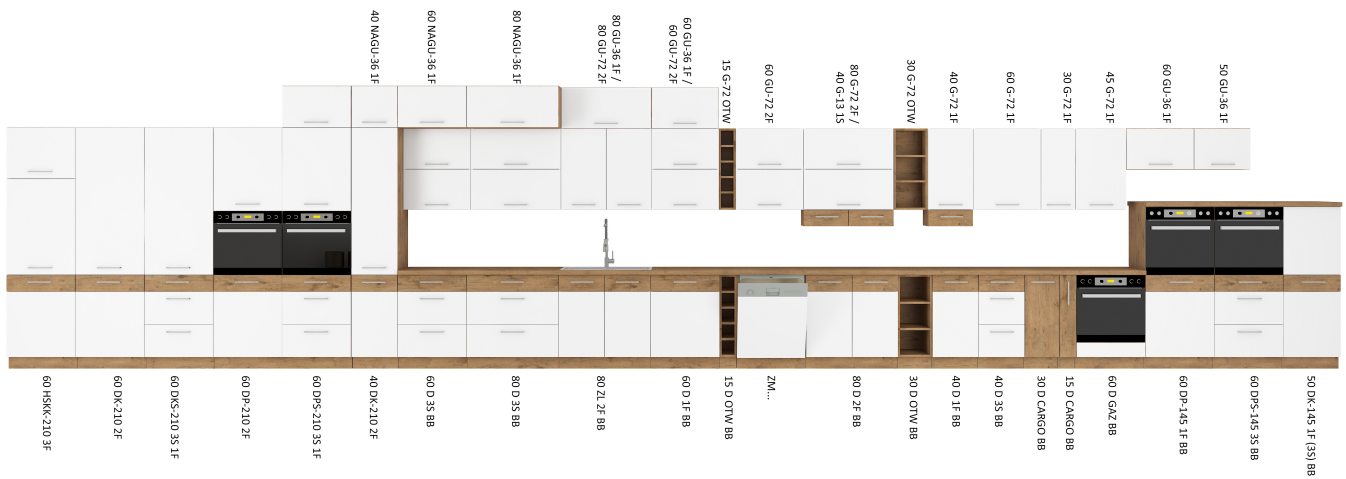 40 NAGU-36 1F
60 NAGU-36 1F
80 NAGU-36 1F
80 GU-36 1F /
80 GU-72 2F
60 GU-36 1F /
60 GU-72 2F
15 G-72 OTW
60 GU-72 2F
80 G-72 2F /
40 G-13 1S
30 G-72 OTW
40 G-72 1F
60 G-72 1F
30 G-72 1F
45 G-72 1F
60 GU-36 1F
50 GU-36 1F
60 HSKK-210 3F
60 DK-210 2F
60 DKS-210 3S 1F
60 DP-210 2F
60 DPS-210 3S 1F
40 DK-210 2F
60 D 3S BB
80 D 3S BB
80 ZL 2F BB
60 D 1F BB
15 D OTW BB
ZM...
80 D 2F BB
30 D OTW BB
40 D 1F BB
40 D 3S BB
30 D CARGO BB
15 D CARGO BB
60 D GAZ BB
60 DP-145 1F BB
60 DPS-145 3S BB
50 DK-145 1F (3S) BB